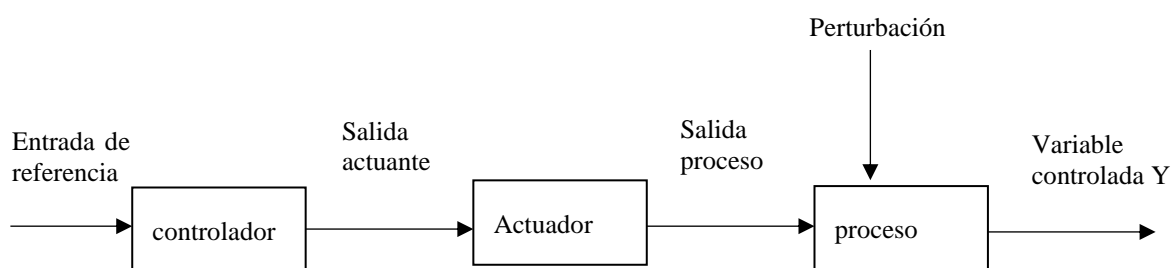 Perturbación
Entrada de
referencia
Salida
actuante
Salida
proceso
Variable
controlada Y
controlador
Actuador
proceso